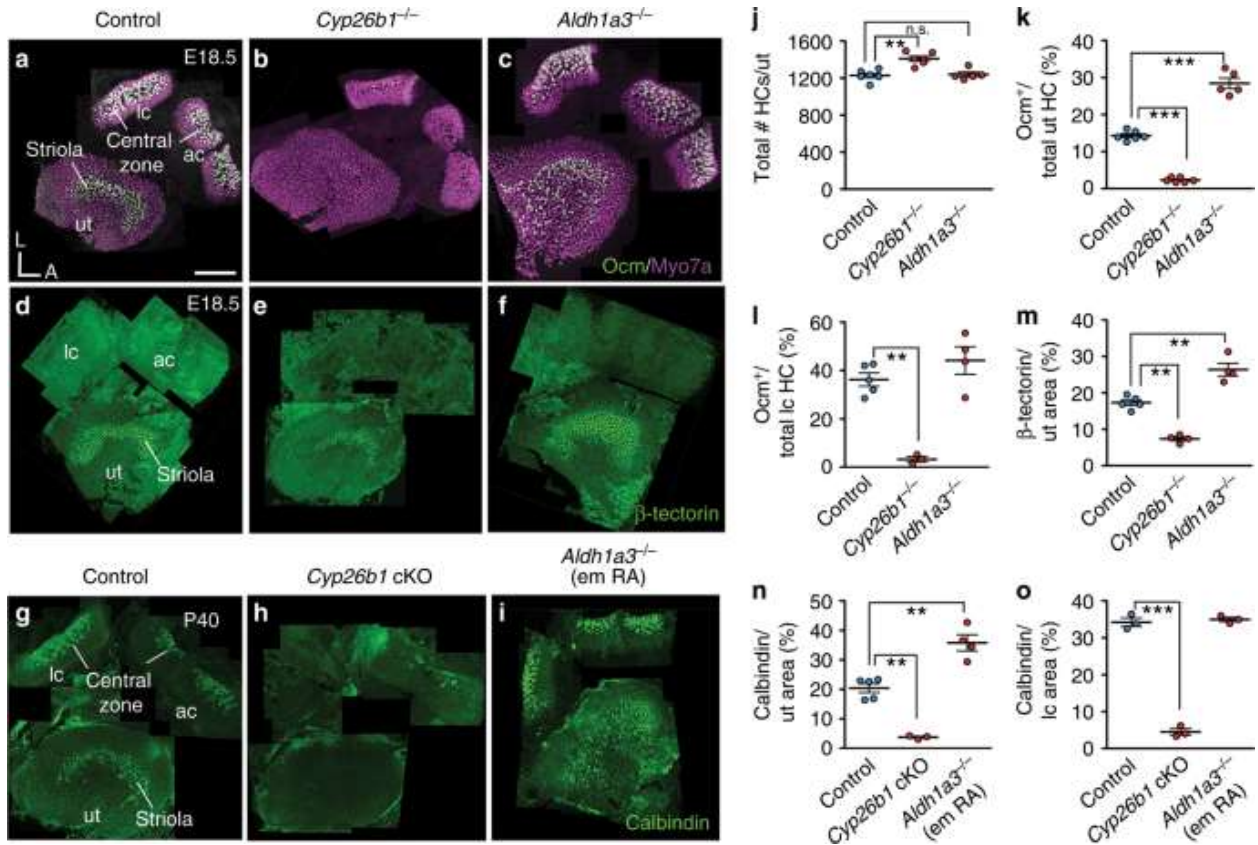 Control
Cyp26b1–/–
Aldh1a3–/–
a
E18.5
lc
Central
zone
ac
Striola
ut
L
A
b
c
Ocm/Myo7a
d
E18.5
lc
ac
ut
Striola
e
f
β-tectorin
Control
Cyp26b1 cKO
Aldh1a3–/–
(em RA)
g
P40
lc
Central
zone
ac
ut
Striola
h
i
Calbindin
j
Total # HCs/ut
1600
1200
800
400
0
n.s.
**
Control
Cyp26b1–/–
Aldh1a3–/–
k
Ocm+/
total ut HC (%)
40
30
20
10
0
***
***
Control
Cyp26b1–/–
Aldh1a3–/–
l
Ocm+/
total lc HC (%)
60
40
20
0
**
Control
Cyp26b1–/–
Aldh1a3–/–
m
β-tectorin/
ut area (%)
40
30
20
10
0
**
**
Control
Cyp26b1–/–
Aldh1a3–/–
n
Calbindin/
ut area (%)
50
40
30
20
10
0
**
**
Control
Cyp26b1 cKO
Aldh1a3–/–
(em RA)
o
Calbindin/
lc area (%)
40
30
20
10
0
***
Control
Cyp26b1 cKO
Aldh1a3–/–
(em RA)